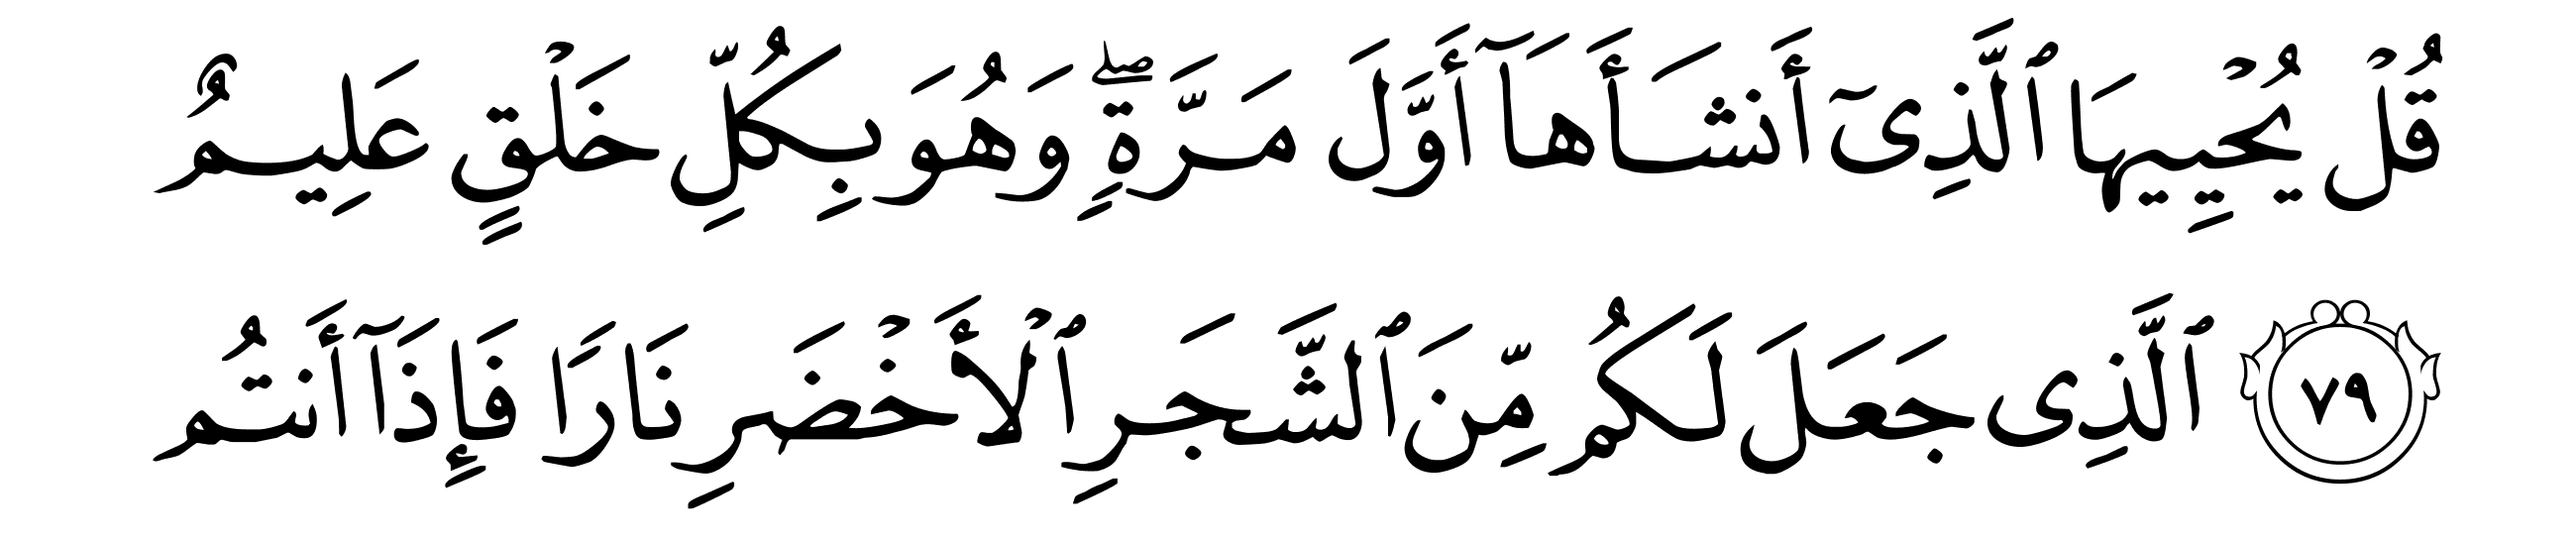 قُلْ يُحْيِيهَا ٱلَّذِىٓ أَنشَأَهَآ أَوَّلَ مَرَّةٍۖ وَهُوَ بِكُلِّ خَلْقٍ عَلِيمٌ
٧٩ ٱلَّذِى جَعَلَ لَكُم مِّنَ ٱلشَّجَرِ ٱلْأَخْضَرِ نَارًا فَإِذَآ أَنتُم